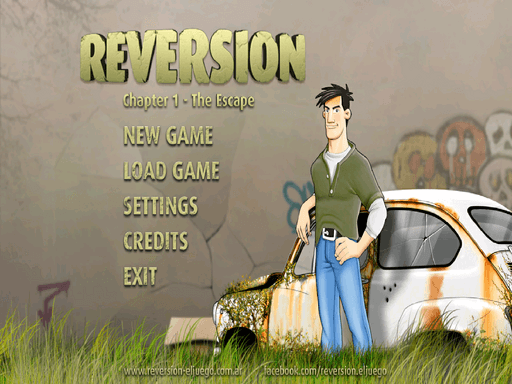 REVERSION
Chapter 1 - The Escape
NEW GAME
LOAD GAME
SETTINGS
CREDITS
EXIT
www.reversion-eljuego.com.ar facebook.com/reversion.eljuego